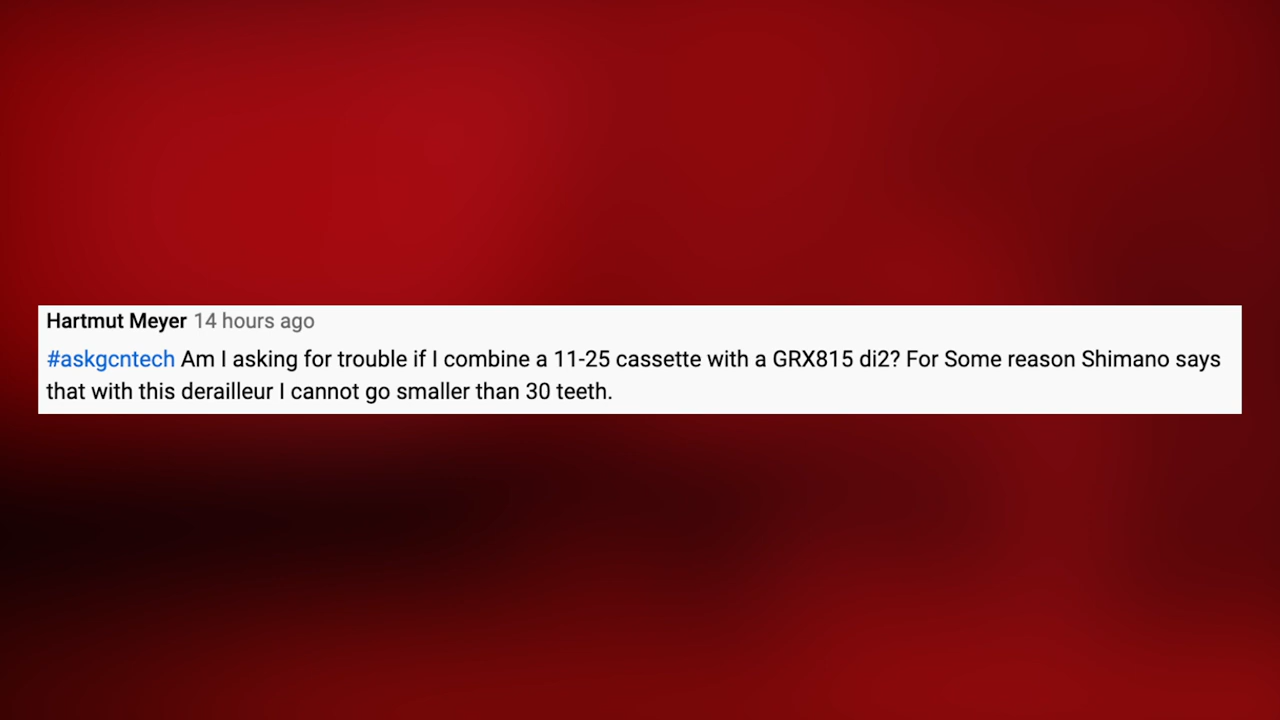 Hartmut Meyer 14 hours ago
#askgcntech Am I asking for trouble if I combine a 11-25 cassette with a GRX815 di2? For Some reason Shimano says
that with this derailleur I cannot go smaller than 30 teeth.